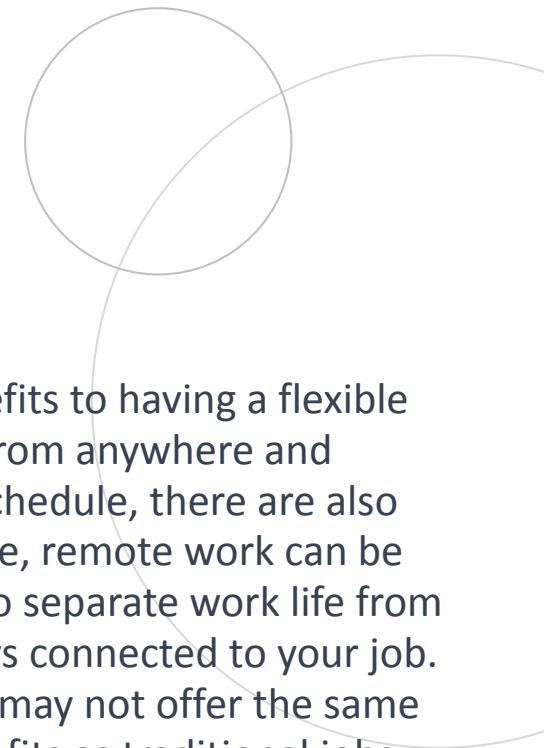 efits to having a flexible
rom anywhere and
chedule, there are also
e, remote work can be
o separate work life from
s connected to your job.
may not offer the same
fits as traditional jobs